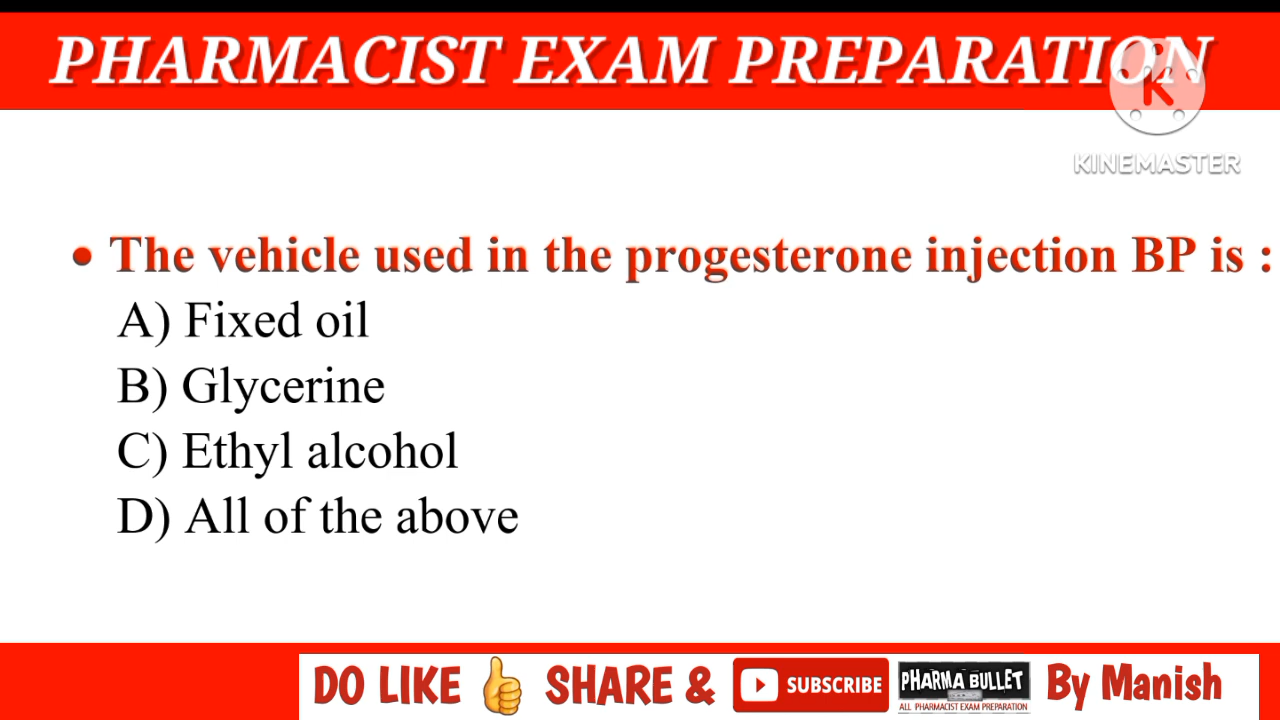 PHARMACIST EXAM PREPARATION
KINEMASTER
• The vehicle used in the progesterone injection BP is :
A) Fixed oil
B) Glycerine
C) Ethyl alcohol
D) All of the above
DO LIKE 👍 SHARE & SUBSCRIBE PHARMA BULLET By Manish
ALL PHARMACIST EXAM PREPARATION